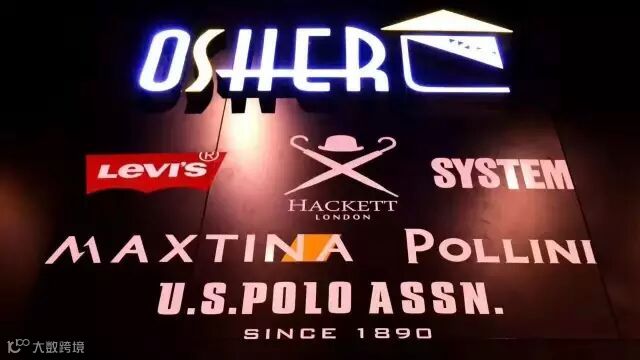 OSHER
LEVI'S®
HACKETT
LONDON
SYSTEM
MAXTINA
POLLINI
U.S.POLO ASSN.
SINCE 1890
大数跨境